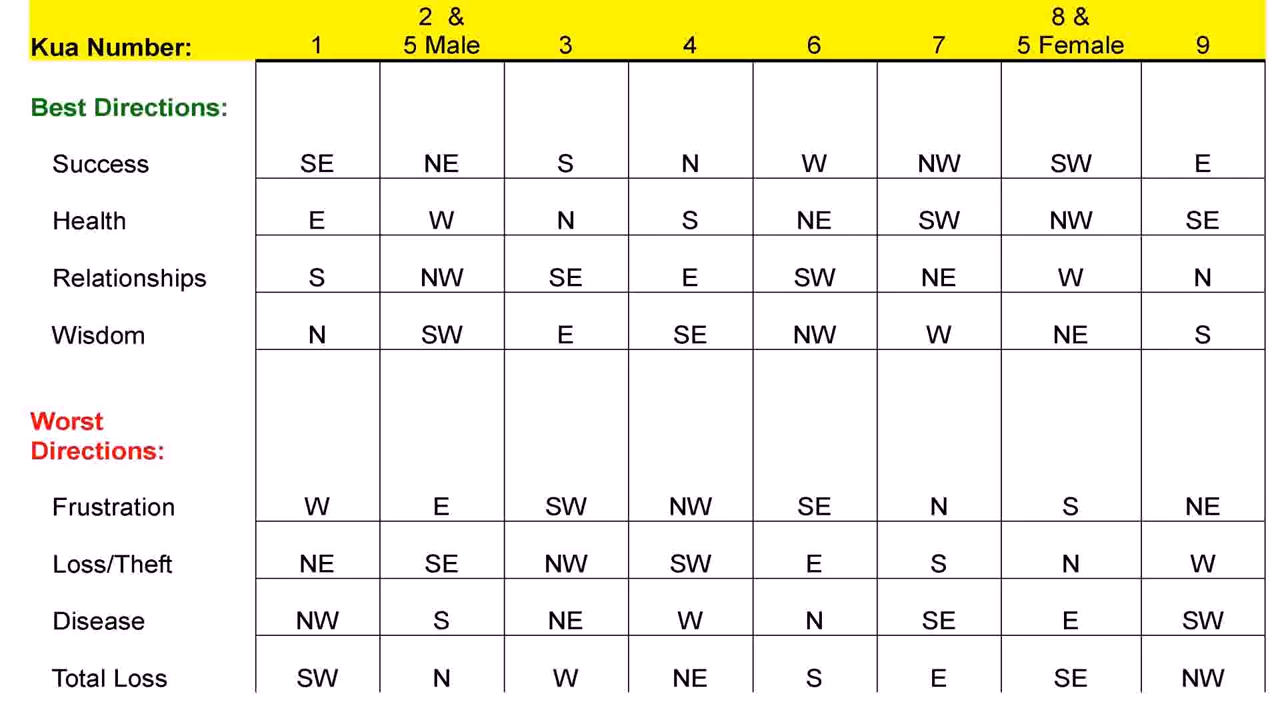 2 & 8 &
Kua Number: 1 5 Male 3 4 6 7 5 Female 9
Best Directions:
Success SE NE S N W NW SW E
Health E W N S NE SW NW SE
Relationships S NW SE E SW NE W N
Wisdom N SW E SE NW W NE S
Worst
Directions:
Frustration W E SW NW SE N S NE
Loss/Theft NE SE NW SW E S N W
Disease NW S NE W N SE E SW
Total Loss SW N W NE S E SE NW